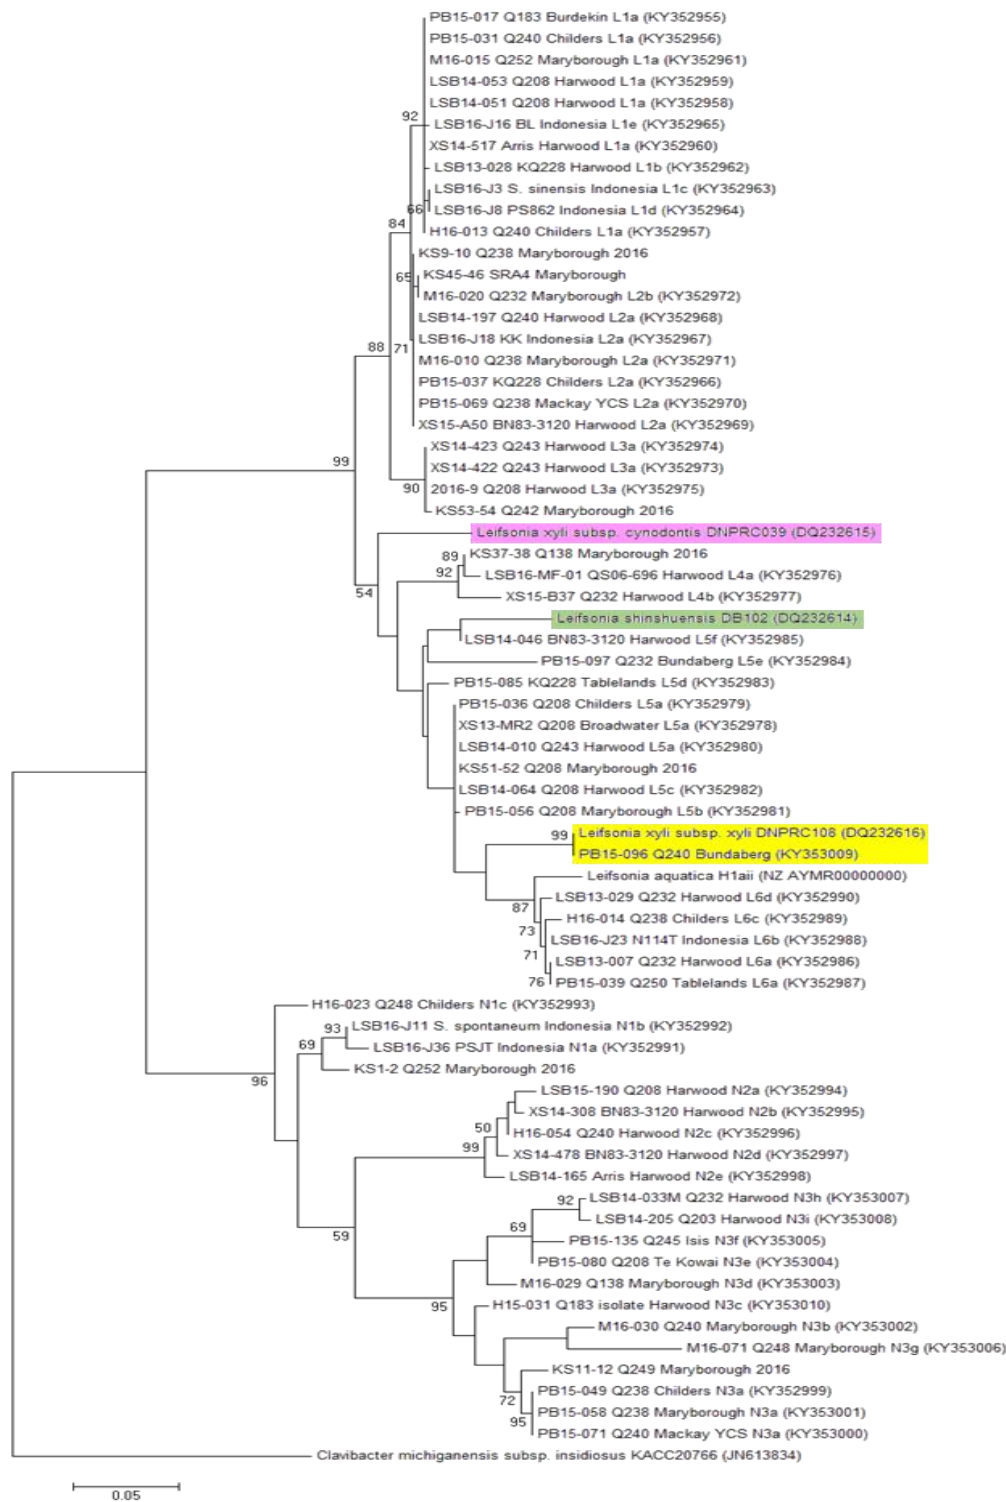 PB15-017 Q183 Burdekin L1a (KY352955)
PB15-031 Q240 Childers L1a (KY352956)
M16-015 Q252 Maryborough L1a (KY352961)
LSB14-053 Q208 Harwood L1a (KY352959)
LSB14-051 Q208 Harwood L1a (KY352958)
92
LSB16-J16 BL Indonesia L1e (KY352965)
XS14-517 Arris Harwood L1a (KY352960)
LSB13-028 KQ228 Harwood L1b (KY352962)
LSB16-J3 S. sinensis Indonesia L1c (KY352963)
66
LSB16-J8 PS862 Indonesia L1d (KY352964)
84
H16-013 Q240 Childers L1a (KY352957)
KS9-10 Q238 Maryborough 2016
65
KS45-46 SRA4 Maryborough
M16-020 Q232 Maryborough L2b (KY352972)
LSB14-197 Q240 Harwood L2a (KY352968)
88
71
LSB16-J18 KK Indonesia L2a (KY352967)
M16-010 Q238 Maryborough L2a (KY352971)
PB15-037 KQ228 Childers L2a (KY352966)
PB15-069 Q238 Mackay YCS L2a (KY352970)
XS15-A50 BN83-3120 Harwood L2a (KY352969)
XS14-423 Q243 Harwood L3a (KY352974)
99
XS14-422 Q243 Harwood L3a (KY352973)
90
2016-9 Q208 Harwood L3a (KY352975)
KS53-54 Q242 Maryborough 2016
Leifsonia xyli subsp. cynodontis DNPRC039 (DQ232615)
89
KS37-38 Q138 Maryborough 2016
92
LSB16-MF-01 QS06-696 Harwood L4a (KY352976)
54
XS15-B37 Q232 Harwood L4b (KY352977)
Leifsonia shinshuensis DB102 (DQ232614)
LSB14-046 BN83-3120 Harwood L5f (KY352985)
PB15-097 Q232 Bundaberg L5e (KY352984)
PB15-085 KQ228 Tablelands L5d (KY352983)
PB15-036 Q208 Childers L5a (KY352979)
XS13-MR2 Q208 Broadwater L5a (KY352978)
LSB14-010 Q243 Harwood L5a (KY352980)
KS51-52 Q208 Maryborough 2016
LSB14-064 Q208 Harwood L5c (KY352982)
PB15-056 Q208 Maryborough L5b (KY352981)
99
Leifsonia xyli subsp. xyli DNPRC108 (DQ232616)
PB15-096 Q240 Bundaberg (KY353009)
Leifsonia aquatica H1aii (NZ AYMR00000000)
87
LSB13-029 Q232 Harwood L6d (KY352990)
73
H16-014 Q238 Childers L6c (KY352989)
71
LSB16-J23 N114T Indonesia L6b (KY352988)
LSB13-007 Q232 Harwood L6a (KY352986)
76
PB15-039 Q250 Tablelands L6a (KY352987)
H16-023 Q248 Childers N1c (KY352993)
93
LSB16-J11 S. spontaneum Indonesia N1b (KY352992)
69
LSB16-J36 PSJT Indonesia N1a (KY352991)
96
KS1-2 Q252 Maryborough 2016
LSB15-190 Q208 Harwood N2a (KY352994)
XS14-308 BN83-3120 Harwood N2b (KY352995)
50
H16-054 Q240 Harwood N2c (KY352996)
99
XS14-478 BN83-3120 Harwood N2d (KY352997)
LSB14-165 Arris Harwood N2e (KY352998)
92
LSB14-033M Q232 Harwood N3h (KY353007)
LSB14-205 Q203 Harwood N3i (KY353008)
69
59
PB15-135 Q245 Isis N3f (KY353005)
PB15-080 Q208 Te Kowai N3e (KY353004)
M16-029 Q138 Maryborough N3d (KY353003)
95
H15-031 Q183 isolate Harwood N3c (KY353010)
M16-030 Q240 Maryborough N3b (KY353002)
M16-071 Q248 Maryborough N3g (KY353006)
KS11-12 Q249 Maryborough 2016
72
PB15-049 Q238 Childers N3a (KY352999)
95
PB15-058 Q238 Maryborough N3a (KY353001)
PB15-071 Q240 Mackay YCS N3a (KY353000)
Clavibacter michiganensis subsp. insidiosus KACC20766 (JN613834)
0.05